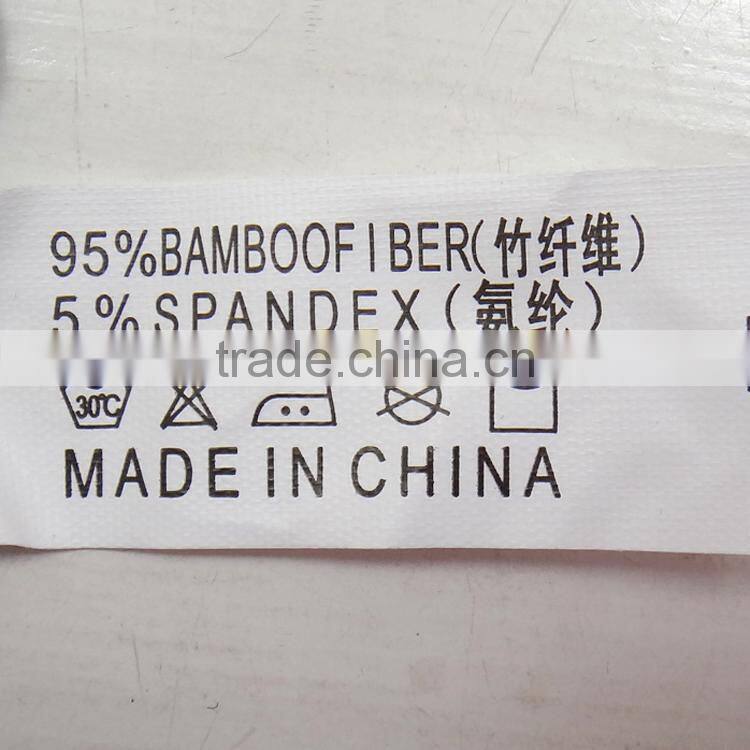 95%BAMBOOFIBER(竹纤维)
5%SPANDEX(氨纶)
trade.china.cn
30℃
MADE IN CHINA